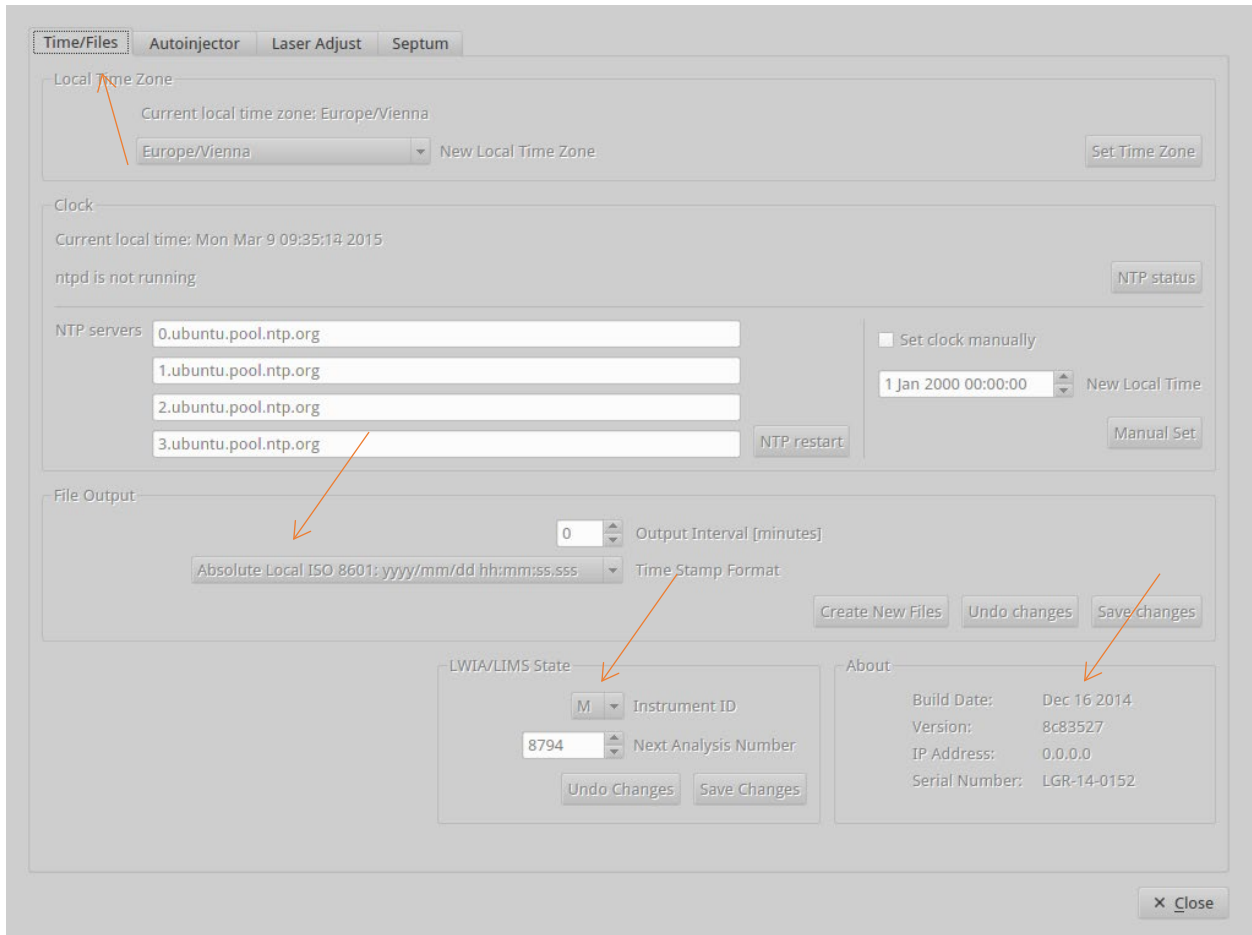 Time/Files Autoinjector Laser Adjust Septum
Local Time Zone
Current local time zone: Europe/Vienna
Europe/Vienna New Local Time Zone Set Time Zone
Clock
Current local time: Mon Mar 9 09:35:14 2015
ntpd is not running NTP status
NTP servers 0.ubuntu.pool.ntp.org Set clock manually
1.ubuntu.pool.ntp.org 1 Jan 2000 00:00:00 New Local Time
2.ubuntu.pool.ntp.org
3.ubuntu.pool.ntp.org NTP restart Manual Set
File Output
0 Output Interval [minutes]
Absolute Local ISO 8601; yyyy/mm/dd hh:mm:ss.sss Time Stamp Format
Create New Files Undo changes Save changes
LWIA/LIMS State
M Instrument ID
8794 Next Analysis Number
Undo Changes Save Changes
About
Build Date: Dec 16 2014
Version: 8c83527
IP Address: 0.0.0.0
Serial Number: LGR-14-0152
× Close